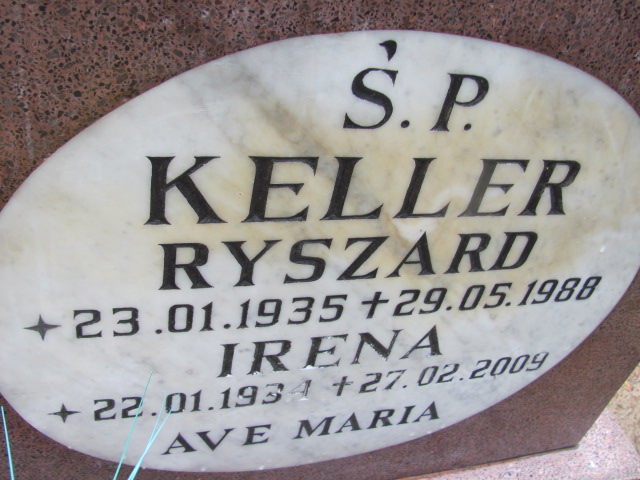 Ś.P.
KELLER
RYSZARD
23.01.1935 + 29.05.1988
IRENA
22.01.1934 + 27.02.2009
AVE MARIA